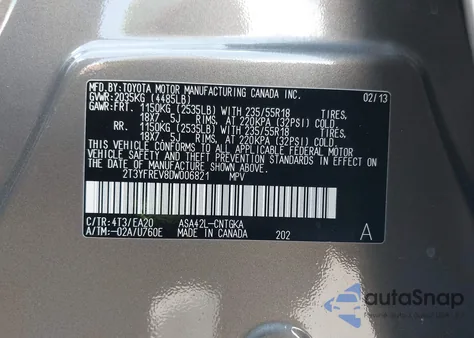 MFD.BY:TOYOTA MOTOR MANUFACTURING CANADA INC. 02/13
GVWR:2035KG (4485LB)
GAWR:FRT. 1150KG (2535LB) WITH 235/55R18 TIRES,
18X7.5J RIMS, AT 220KPA (32PSI) COLD
RR. 1150KG (2535LB) WITH 235/55R18 TIRES,
18X7.5J RIMS, AT 220KPA (32PSI) COLD
THIS VEHICLE CONFORMS TO ALL APPLICABLE FEDERAL MOTOR
VEHICLE SAFETY AND THEFT PREVENTION STANDARDS IN EFFECT ON
THE DATE OF MANUFACTURE SHOWN ABOVE.
2T3YFREV8DW006821 MPV
C/TR:4T3/EA20 ASA42L-CNTGKA
A/TM:-02A/U760E MADE IN CANADA 202 A
autoSnap